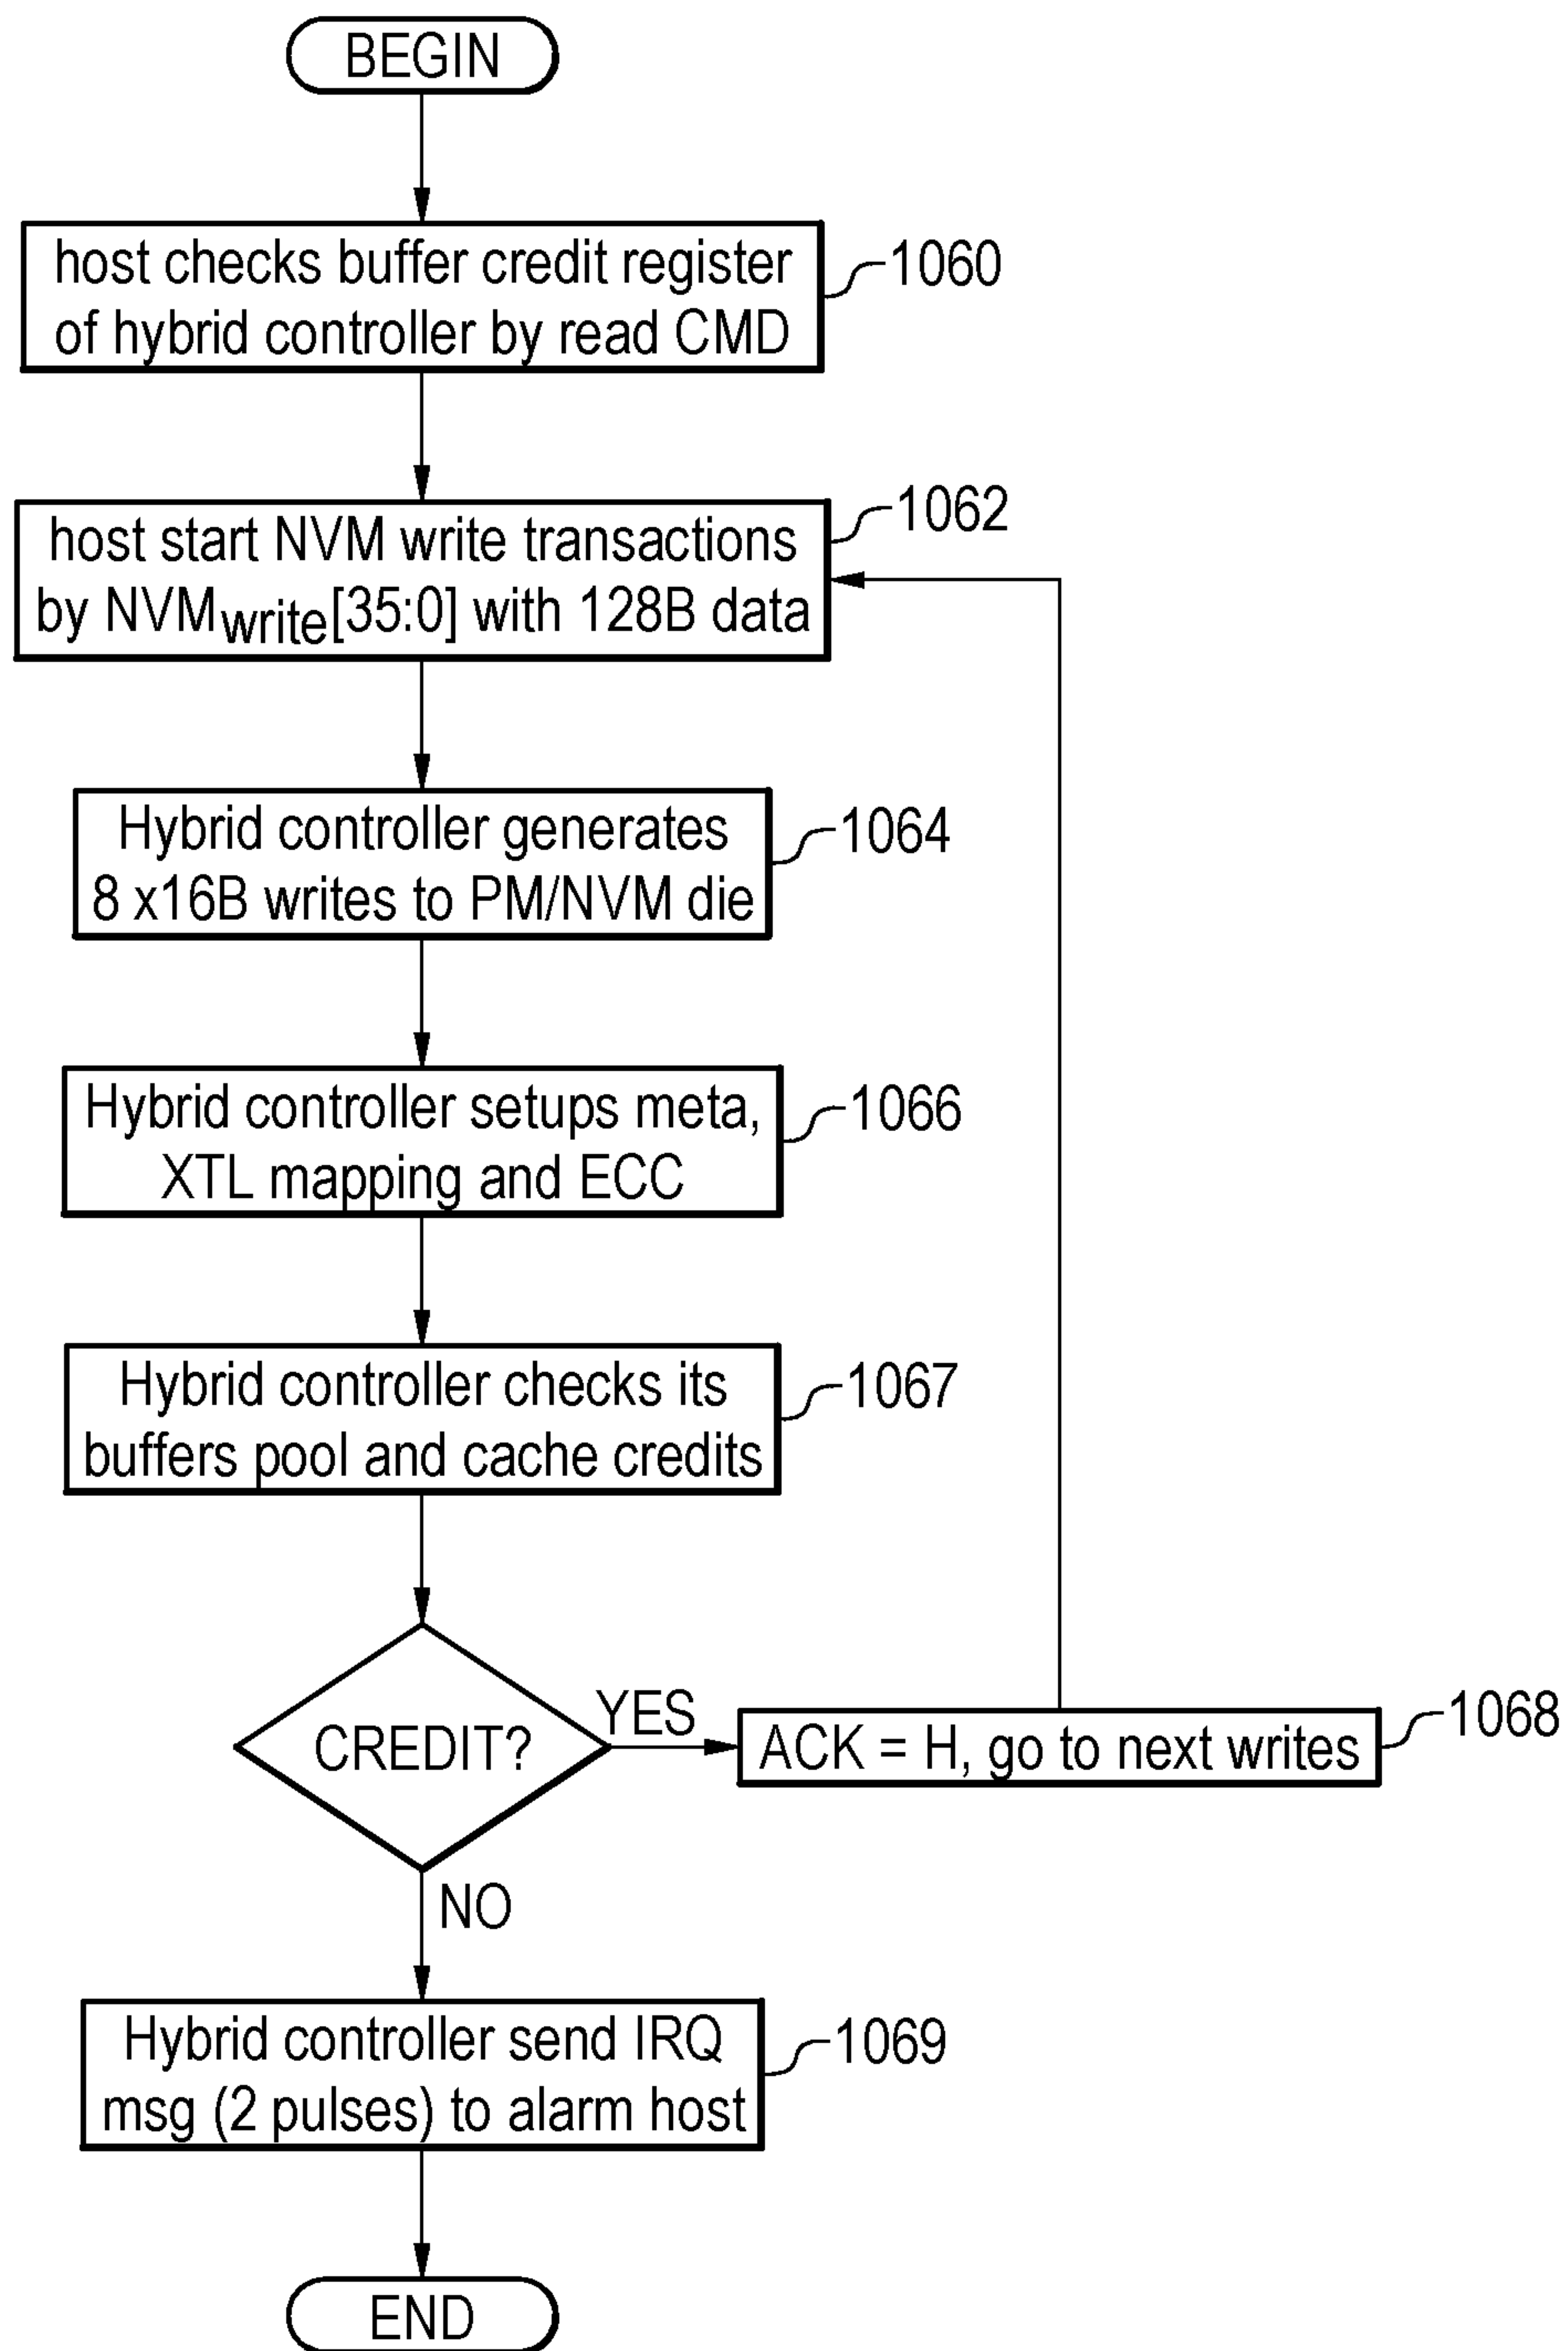 BEGIN
host checks buffer credit register
of hybrid controller by read CMD
1060
host start NVM write transactions
by NVMwrite[35:0] with 128B data
1062
Hybrid controller generates
8 x16B writes to PM/NVM die
1064
Hybrid controller setups meta,
XTL mapping and ECC
1066
Hybrid controller checks its
buffers pool and cache credits
1067
CREDIT?
YES
ACK = H, go to next writes
1068
NO
Hybrid controller send IRQ
msg (2 pulses) to alarm host
1069
END